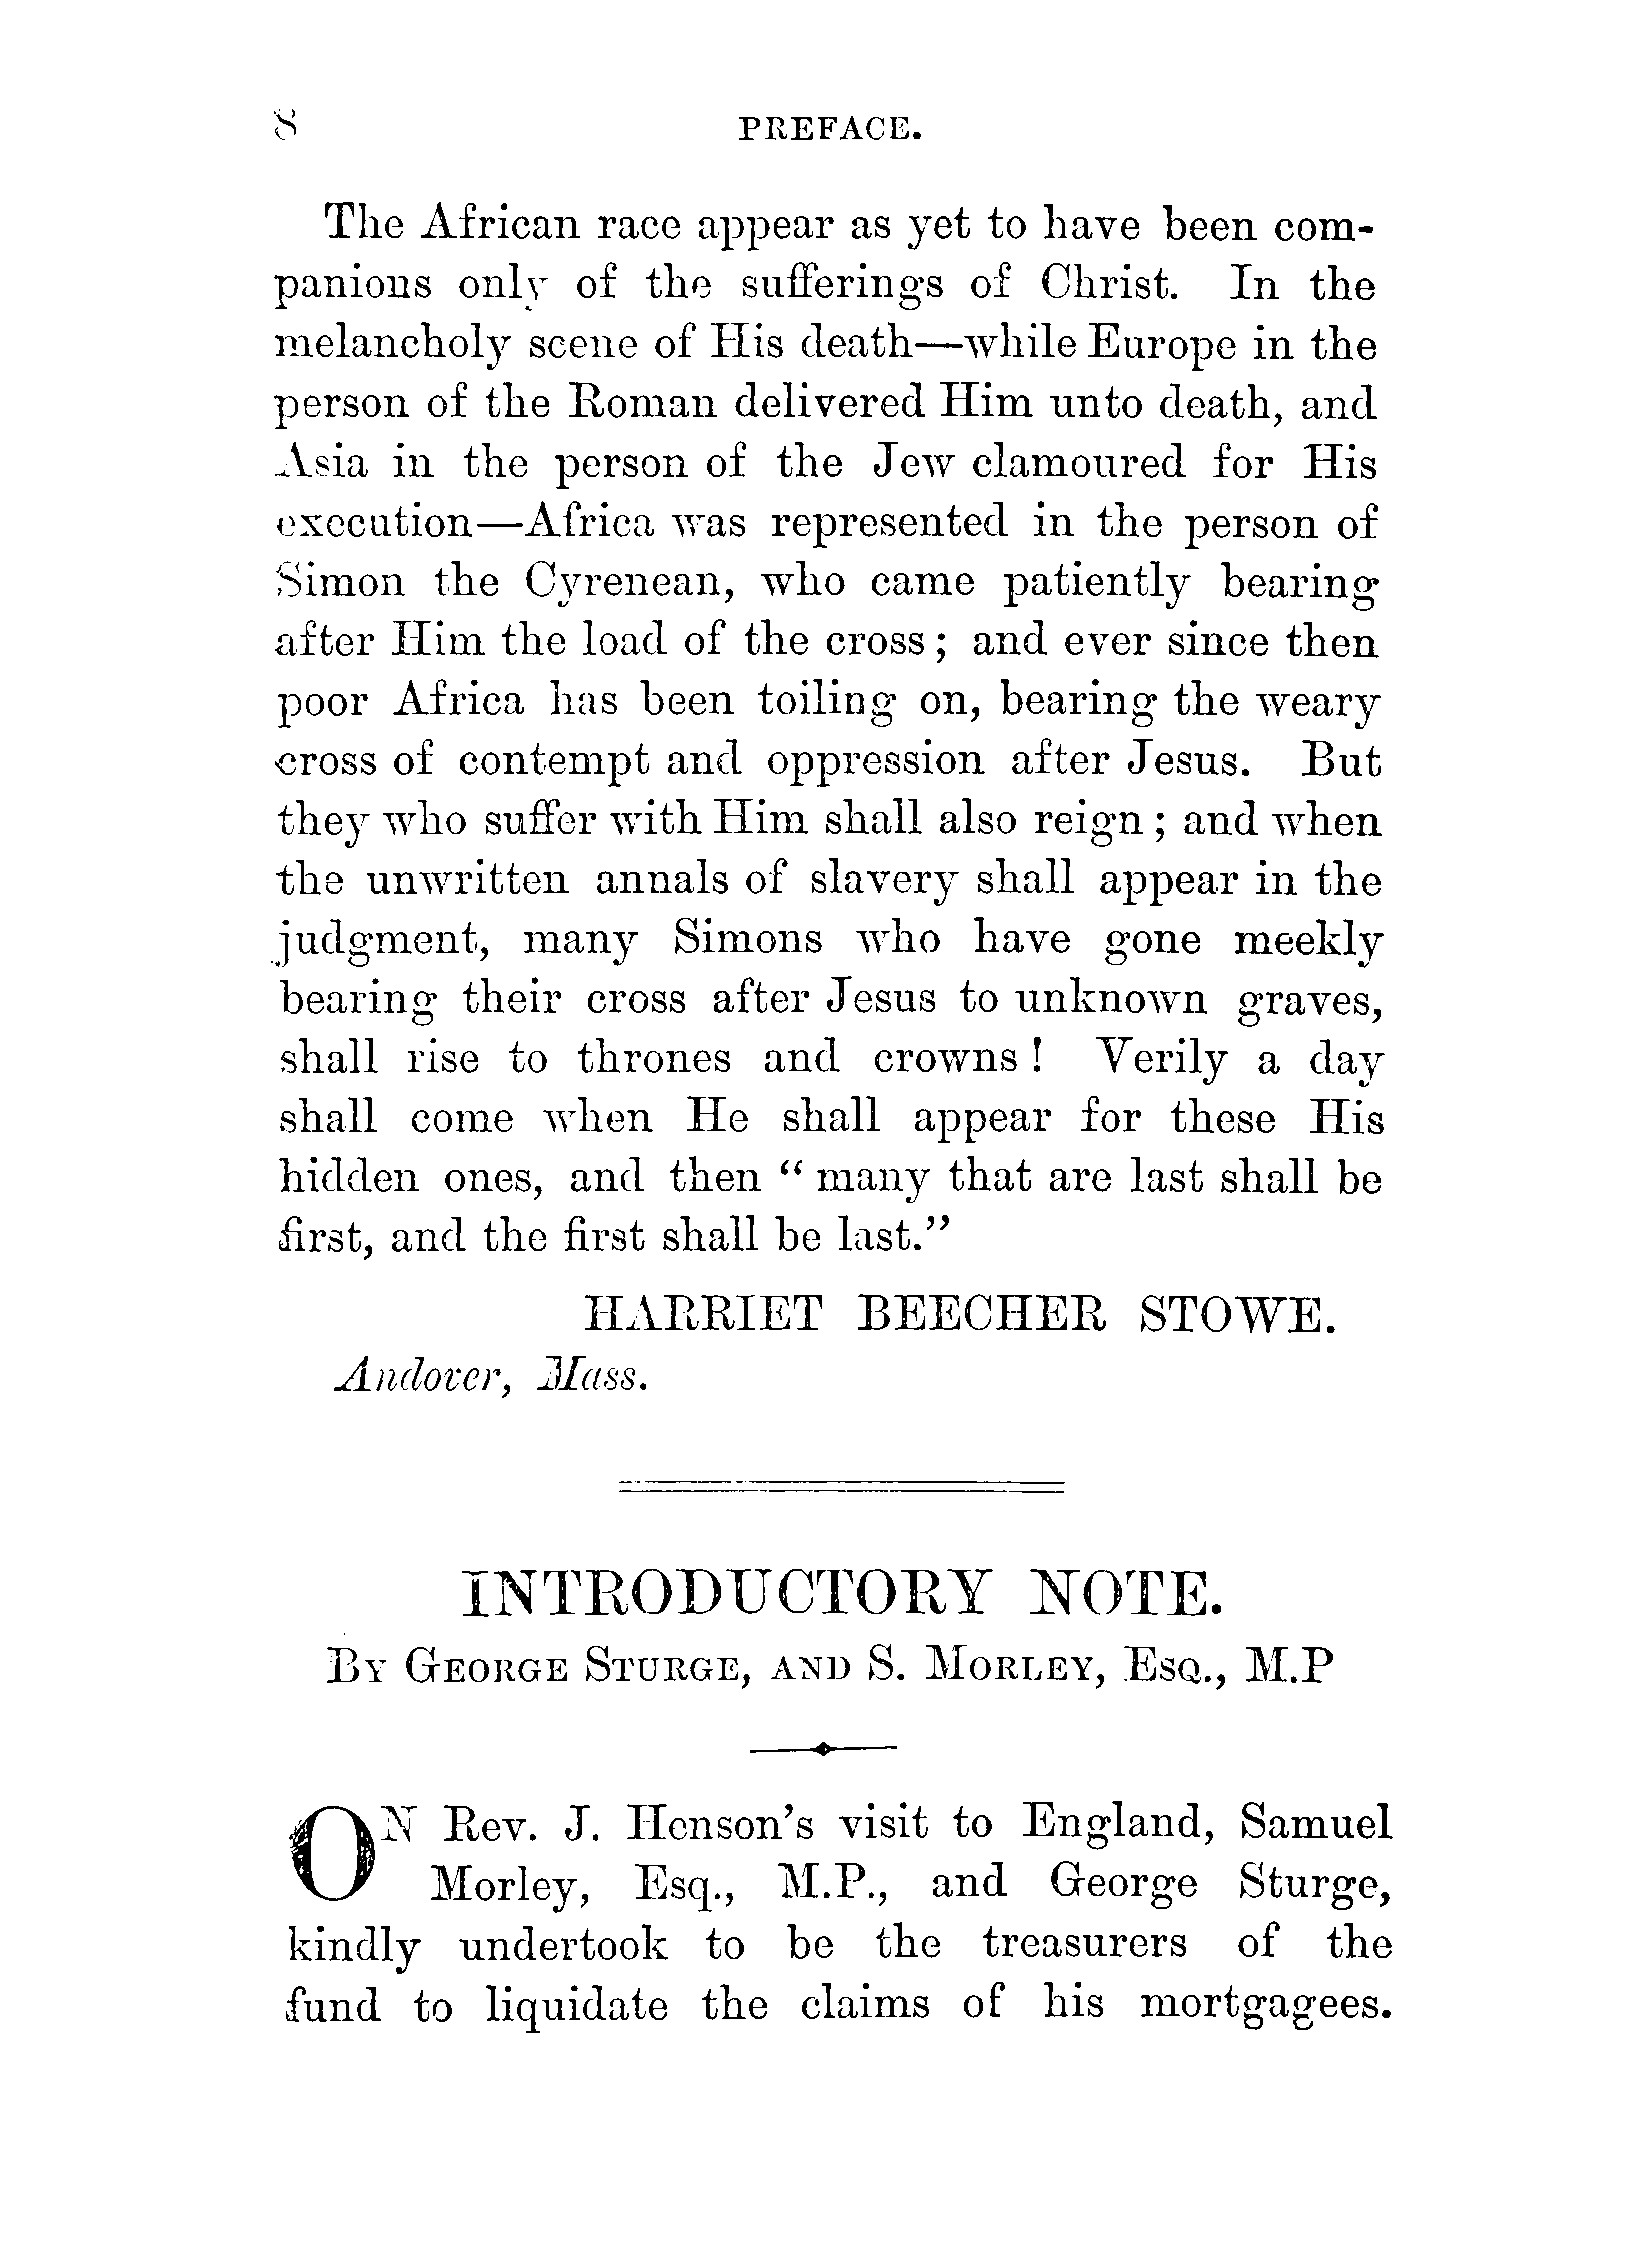 8 PREFACE.
The African race appear as yet to have been com-
panions only of the sufferings of Christ. In the
melancholy scene of His death—while Europe in the
person of the Roman delivered Him unto death, and
Asia in the person of the Jew clamoured for His
execution—Africa was represented in the person of
Simon the Cyrenean, who came patiently bearing
after Him the load of the cross; and ever since then
poor Africa has been toiling on, bearing the weary
cross of contempt and oppression after Jesus. But
they who suffer with Him shall also reign; and when
the unwritten annals of slavery shall appear in the
judgment, many Simons who have gone meekly
bearing their cross after Jesus to unknown graves,
shall rise to thrones and crowns! Verily a day
shall come when He shall appear for these His
hidden ones, and then "many that are last shall be
first, and the first shall be last."
HARRIET BEECHER STOWE.
Andover, Mass.
INTRODUCTORY NOTE.
BY GEORGE STURGE, AND S. MORLEY, ESQ., M.P
ON Rev. J. Henson's visit to England, Samuel
Morley, Esq., M.P., and George Sturge,
kindly undertook to be the treasurers of the
fund to liquidate the claims of his mortgagees.